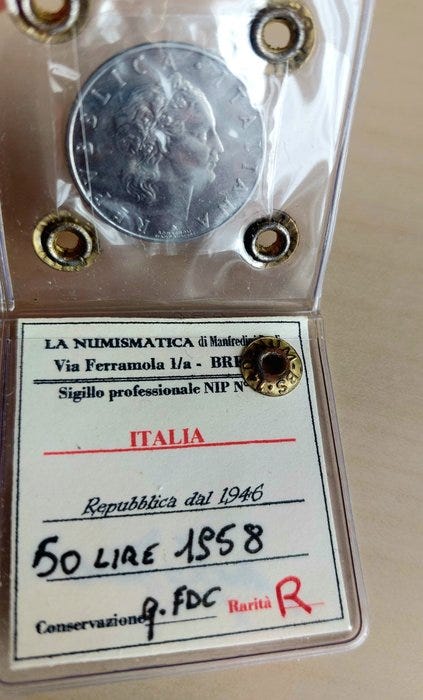 REPVBBLICA ITALIANA
LA NUMISMATICA di Manfredini
Via Ferramola 1/a - BRE
Sigillo professionale NIP N°
ITALIA
Repubblica dal 1946
50 LIRE 1958
Conservazione q.FDC Rarità R